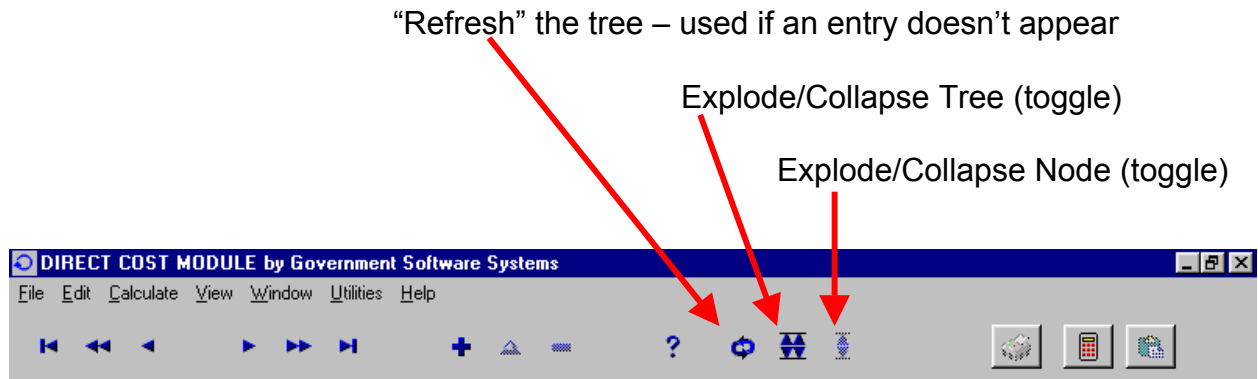 “Refresh” the tree – used if an entry doesn’t appear
Explode/Collapse Tree (toggle)
Explode/Collapse Node (toggle)
DIRECT COST MODULE by Government Software Systems
File Edit Calculate View Window Utilities Help
?